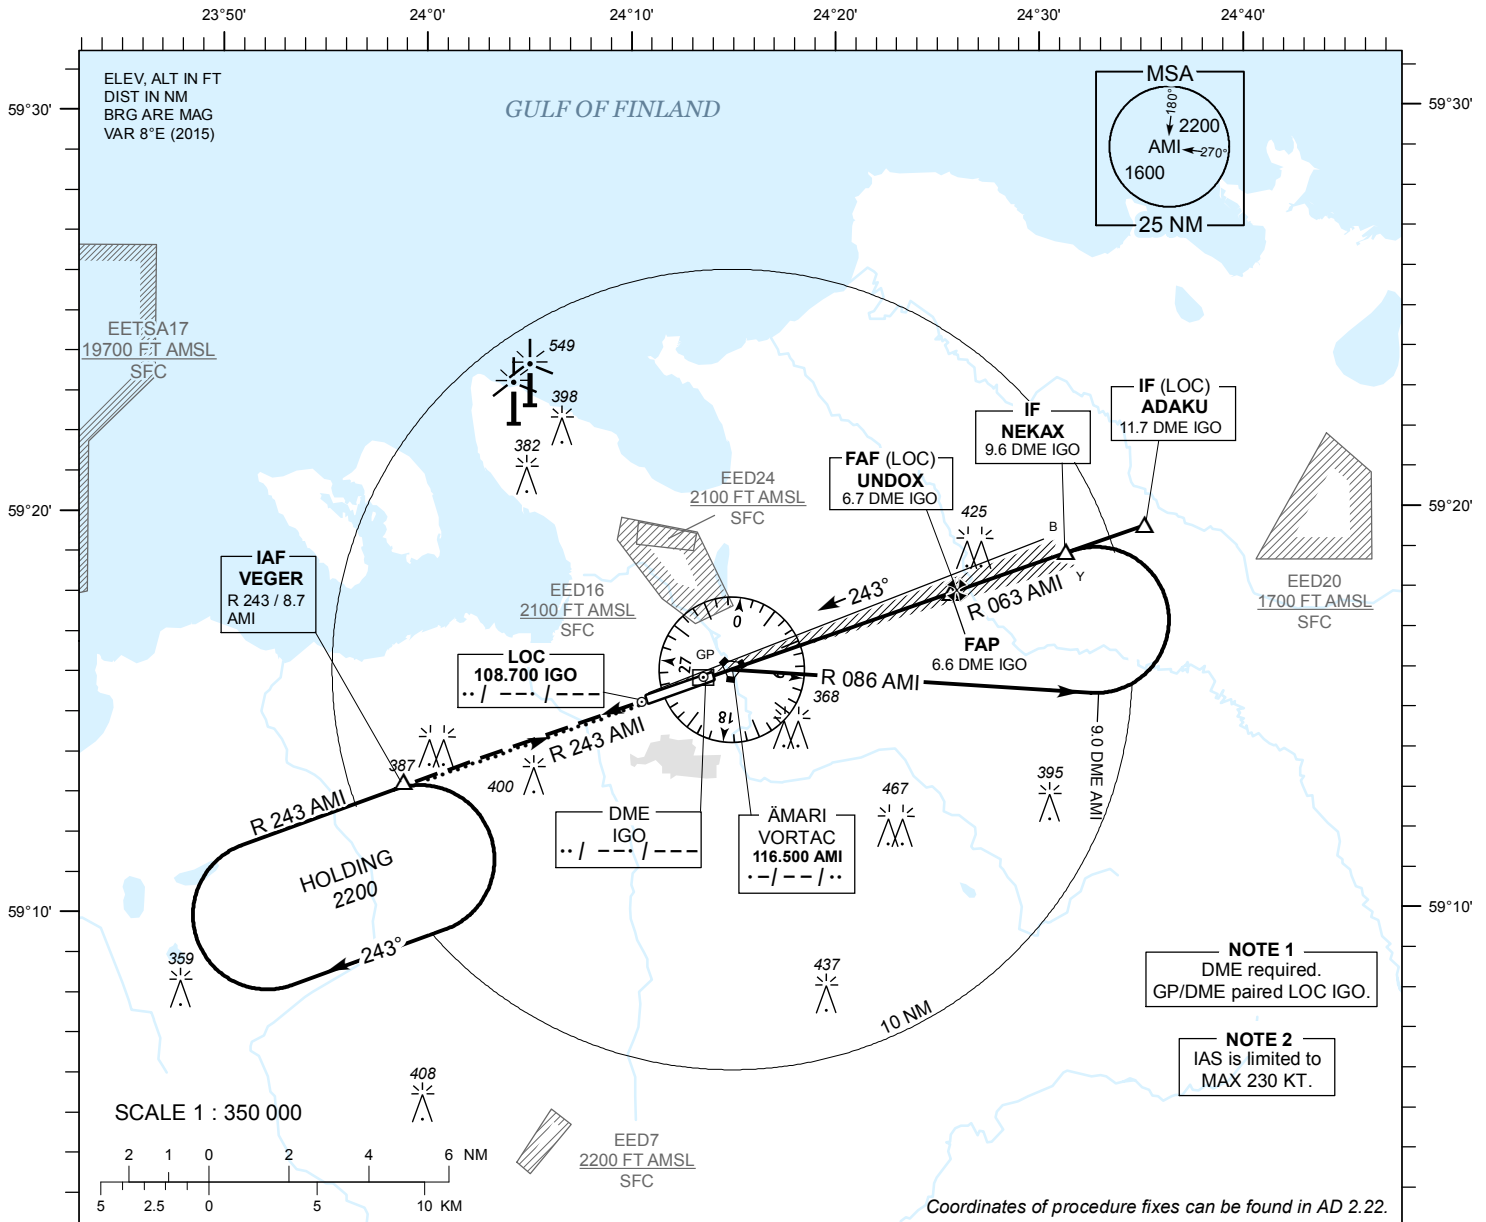 23°50'
24°0'
24°10'
24°20'
24°30'
24°40'
ELEV, ALT IN FT
DIST IN NM
BRG ARE MAG
VAR 8°E (2015)
GULF OF FINLAND
MSA
180°
2200
AMI
270°
1600
25 NM
59°30'
59°30'
EETSA17
19700 FT AMSL
SFC
549
398
382
IF (LOC)
ADAKU
11.7 DME IGO
IF
NEKAX
9.6 DME IGO
FAF (LOC)
UNDOX
6.7 DME IGO
EED24
2100 FT AMSL
SFC
425
59°20'
59°20'
B
Y
IAF
VEGER
R 243 / 8.7
AMI
EED16
2100 FT AMSL
SFC
243°
R 063 AMI
EED20
1700 FT AMSL
SFC
0
9
18
27
GP
FAP
6.6 DME IGO
LOC
108.700 IGO
R 086 AMI
368
R 243 AMI
9.0 DME AMI
387
400
395
467
R 243 AMI
DME
IGO
ÄMARI
VORTAC
116.500 AMI
HOLDING
2200
59°10'
59°10'
243°
359
437
10 NM
NOTE 1
DME required.
GP/DME paired LOC IGO.
NOTE 2
IAS is limited to
MAX 230 KT.
408
SCALE 1 : 350 000
EED7
2200 FT AMSL
SFC
2 1 0 2 4 6 NM
5 2.5 0 5 10 KM
Coordinates of procedure fixes can be found in AD 2.22.